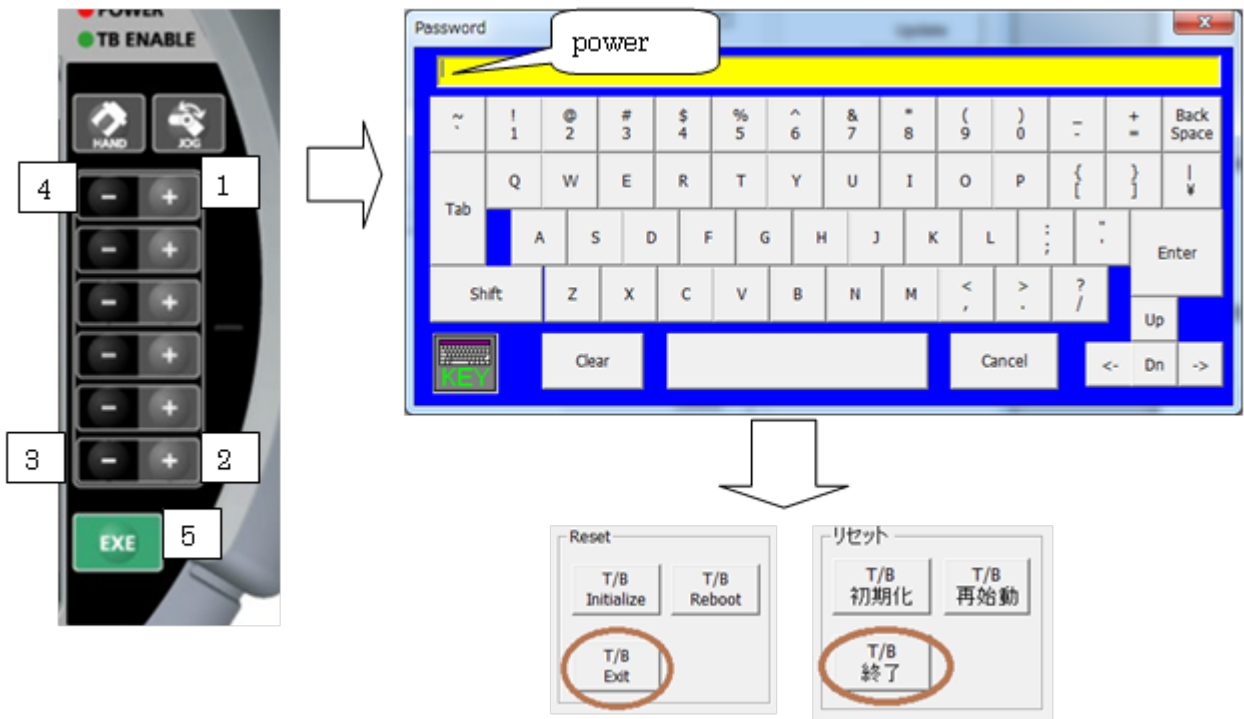 POWER
TB ENABLE
HAND JOG
4 - + 1
- +
- +
- +
- +
3 - + 2
EXE 5
Password
power
~ ! @ # $ % ^ & * ( ) _ + Back
` 1 2 3 4 5 6 7 8 9 0 - = Space
Tab Q W E R T Y U I O P { } |
[ ] ¥
A S D F G H J K L : " Enter
; '
Shift Z X C V B N M < > ?
, . /
Up
KEY Clear Cancel <- Dn ->
Reset
T/B T/B
Initialize Reboot
T/B
Exit
リセット
T/B T/B
初期化 再始動
T/B
終了